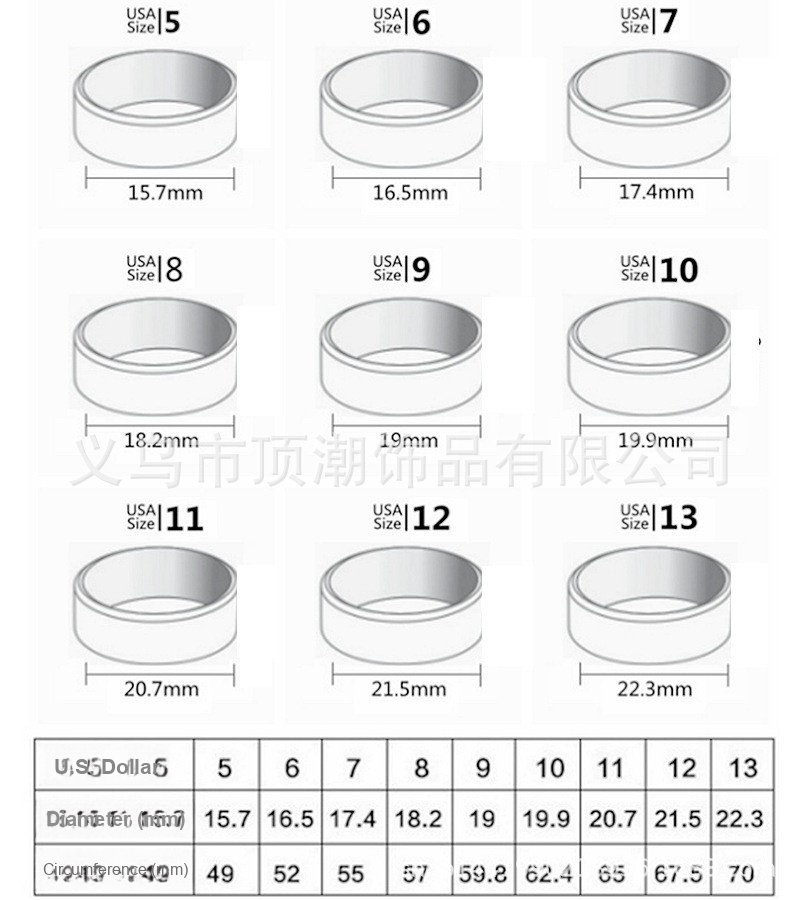 USA Size 5
USA Size 6
USA Size 7
15.7mm
16.5mm
17.4mm
USA Size 8
USA Size 9
USA Size 10
18.2mm
19mm
19.9mm
义乌市顶潮饰品有限公司
USA Size 11
USA Size 12
USA Size 13
20.7mm
21.5mm
22.3mm
U.S. Dollar 5 6 7 8 9 10 11 12 13
Diameter (mm) 15.7 16.5 17.4 18.2 19 19.9 20.7 21.5 22.3
Circumference (mm) 49 52 55 57 59.8 62.4 65 67.5 70